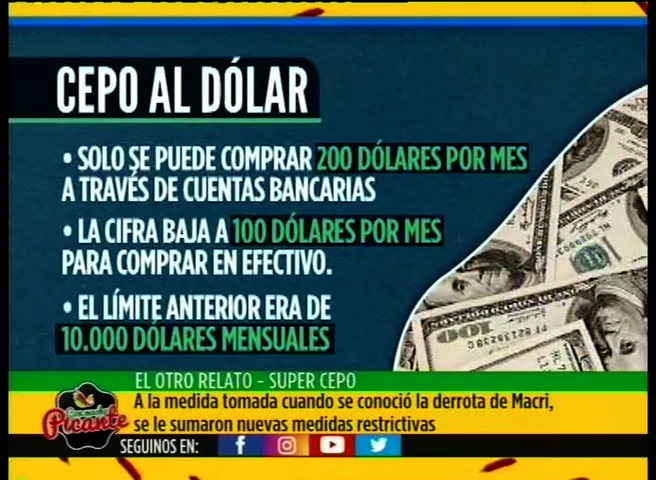 CEPO AL DÓLAR
• SOLO SE PUEDE COMPRAR 200 DÓLARES POR MES
A TRAVÉS DE CUENTAS BANCARIAS
• LA CIFRA BAJA A 100 DÓLARES POR MES
PARA COMPRAR EN EFECTIVO.
• EL LÍMITE ANTERIOR ERA DE
10.000 DÓLARES MENSUALES
EL OTRO RELATO - SUPER CEPO
A la medida tomada cuando se conoció la derrota de Macri,
se le sumaron nuevas medidas restrictivas
Picante
SEGUINOS EN: